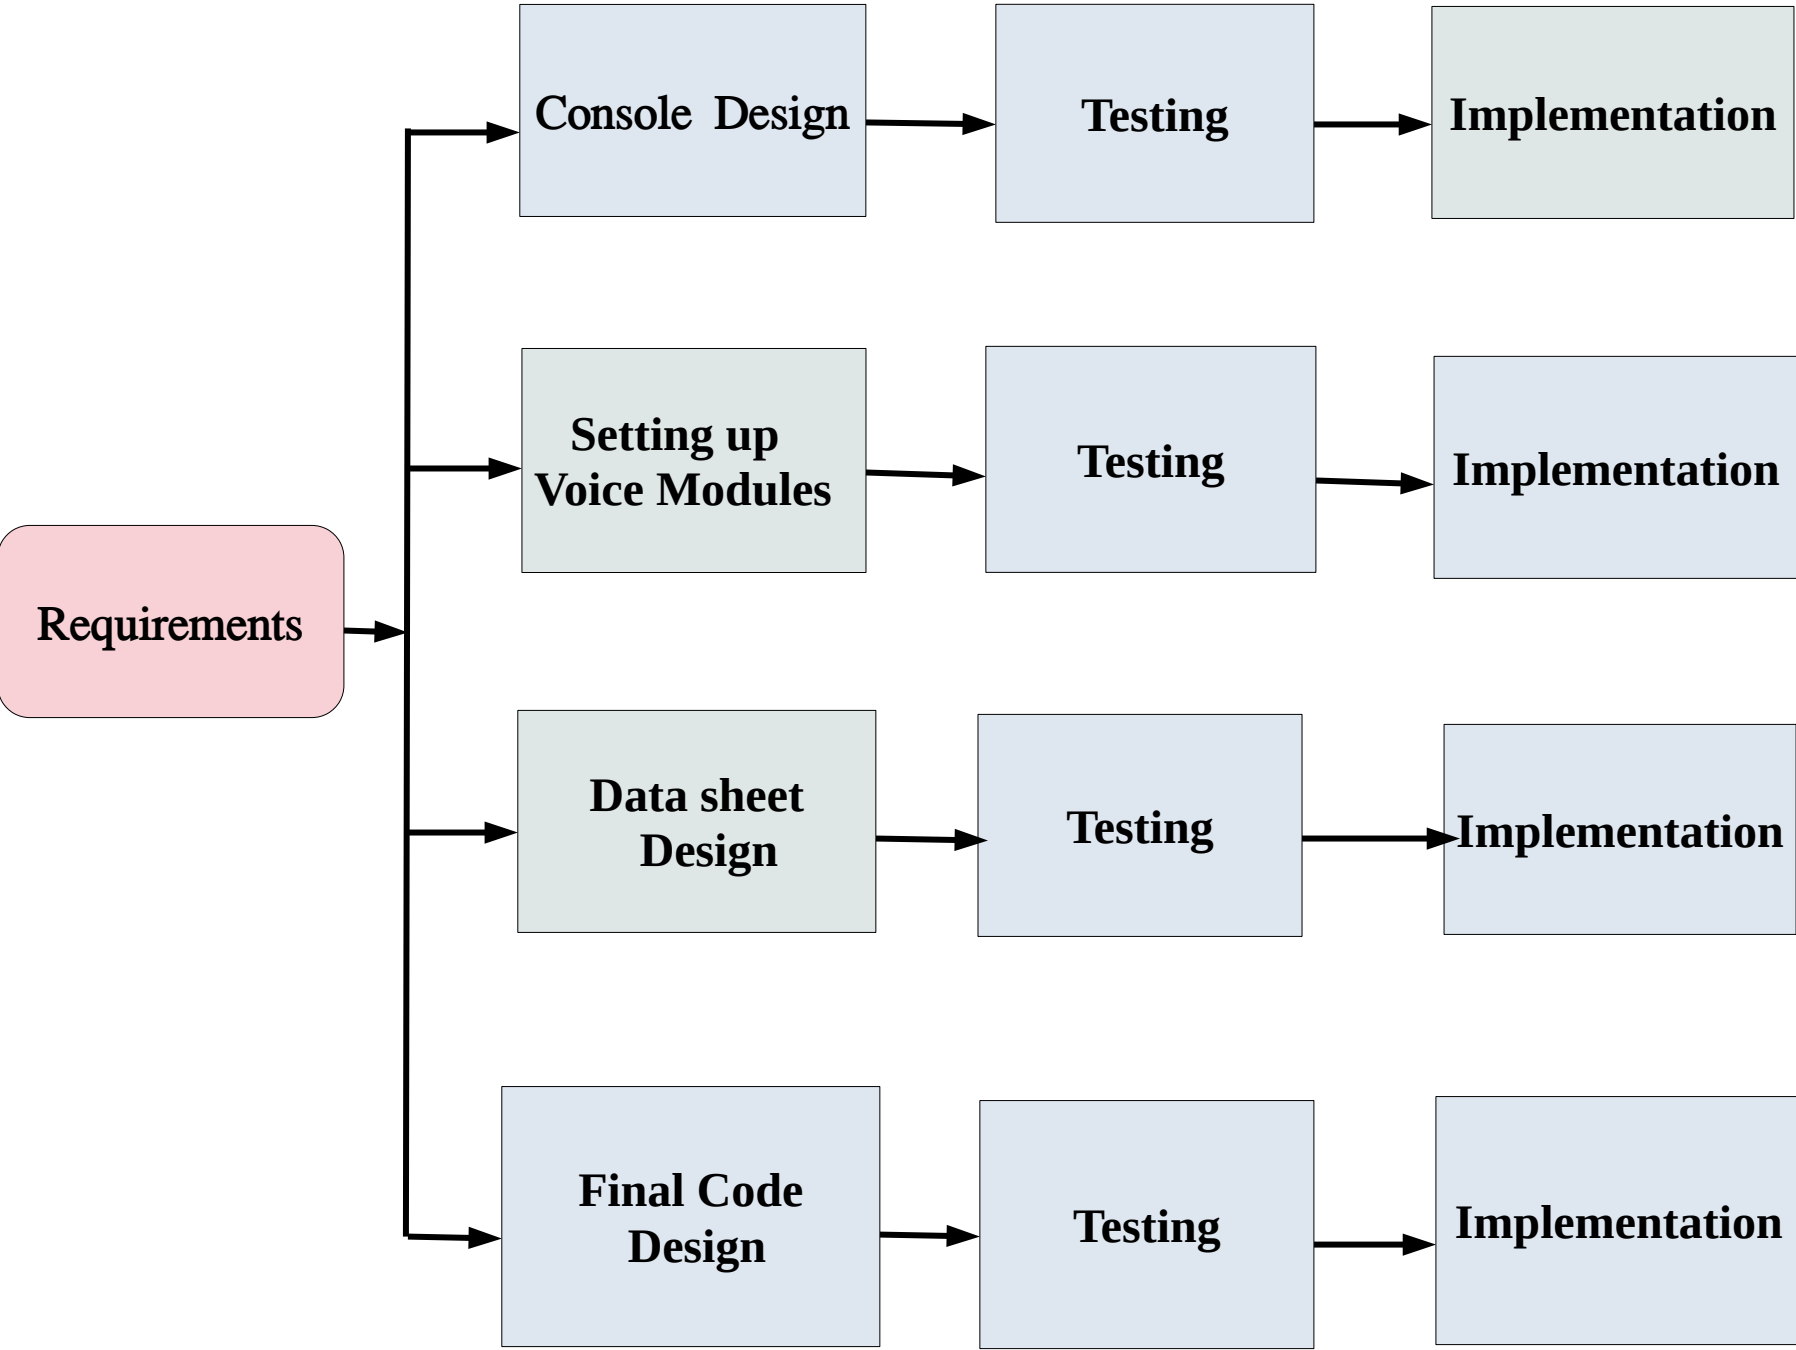 Console Design
Testing
Implementation
Setting up
Voice Modules
Testing
Implementation
Requirements
Data sheet
Design
Testing
Implementation
Final Code
Design
Testing
Implementation